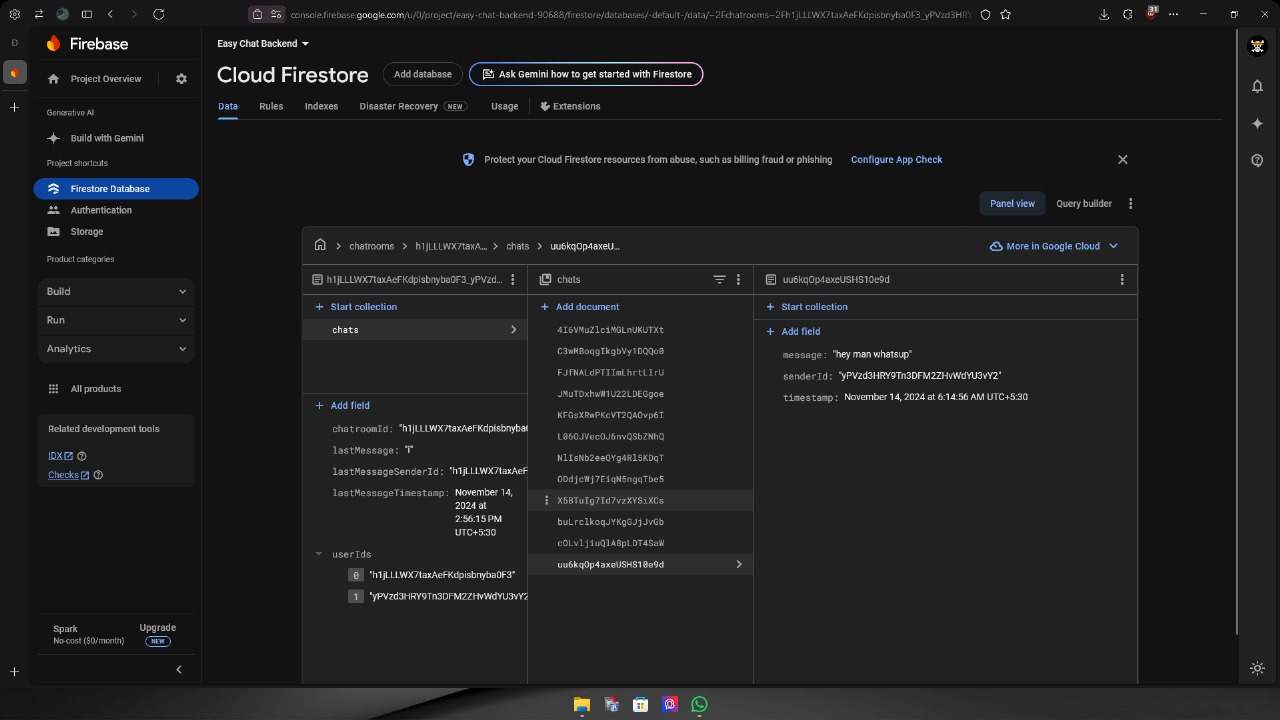 console.firebase.google.com/u/0/project/easy-chat-backend-90688/firestore/databases/-default-/data/~2Fchatrooms~2Fh1jLLLWX7taxAeFKdpisbnyba0F3_yPVzd3HRY
31
D
Firebase
Project Overview
Generative AI
Build with Gemini
Project shortcuts
Firestore Database
Authentication
Storage
Product categories
Build
Run
Analytics
All products
Related development tools
IDX
Checks
Spark
No-cost ($0/month)
Upgrade
NEW
Easy Chat Backend
Cloud Firestore
Add database
Ask Gemini how to get started with Firestore
Data
Rules
Indexes
Disaster Recovery NEW
Usage
Extensions
Protect your Cloud Firestore resources from abuse, such as billing fraud or phishing
Configure App Check
Panel view
Query builder
chatrooms
h1jLLLWX7taxA...
chats
uu6kqOp4axeU...
More in Google Cloud
h1jLLLWX7taxAeFKdpisbnyba0F3_yPVzd...
+ Start collection
chats
+ Add field
chatroomId: "h1jLLLWX7taxAeFKdpisbnyba
lastMessage: "i"
lastMessageSenderId: "h1jLLLWX7taxAeF
lastMessageTimestamp: November 14,
2024 at
2:56:15 PM
UTC+5:30
userIds
0 "h1jLLLWX7taxAeFKdpisbnyba0F3"
1 "yPVzd3HRY9Tn3DFM2ZHvWdYU3vY2
chats
+ Add document
4I6VMuZlciMGLnUKUTXt
C3wMBoqgIkgbVy1DQQo0
FJfNALdPTIImLhrtLlrU
JMuTDxhwW1U22LDEGgoe
KFGsXRwPKcVT2QAOvp6I
L06OJVecOJ6nvQSbZNhQ
NlIsNb2eeQYg4Rl5KDqT
ODdjcWj7EiqN5ngqTbe5
X5BTuIg7Id7vzXYSiXCs
buLrclkoqJYKgGJjJvGb
cOLvljiuQlA8pLDT4SaW
uu6kqOp4axeUSHS10e9d
uu6kqOp4axeUSHS10e9d
+ Start collection
+ Add field
message: "hey man whatsup"
senderId: "yPVzd3HRY9Tn3DFM2ZHvWdYU3vY2"
timestamp: November 14, 2024 at 6:14:56 AM UTC+5:30